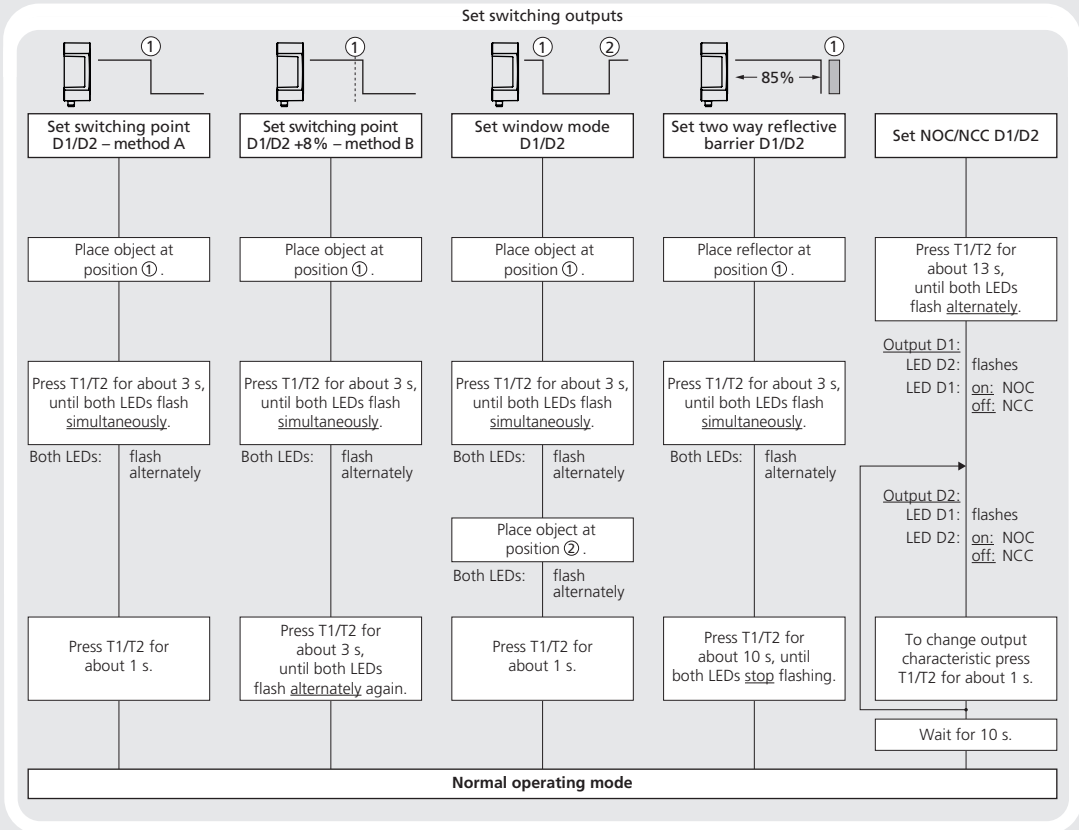 Set switching outputs
①
①
① ②
①
85%
Set switching point
D1/D2 – method A
Place object at
position ① .
Press T1/T2 for about 3 s,
until both LEDs flash
simultaneously.
Both LEDs: flash
alternately
Press T1/T2 for
about 1 s.
Set switching point
D1/D2 +8% – method B
Place object at
position ① .
Press T1/T2 for about 3 s,
until both LEDs flash
simultaneously.
Both LEDs: flash
alternately
Press T1/T2 for
about 3 s,
until both LEDs
flash alternately again.
Set window mode
D1/D2
Place object at
position ① .
Press T1/T2 for about 3 s,
until both LEDs flash
simultaneously.
Both LEDs: flash
alternately
Place object at
position ② .
Both LEDs: flash
alternately
Press T1/T2 for
about 1 s.
Set two way reflective
barrier D1/D2
Place reflector at
position ① .
Press T1/T2 for about 3 s,
until both LEDs flash
simultaneously.
Both LEDs: flash
alternately
Press T1/T2 for
about 10 s, until
both LEDs stop flashing.
Set NOC/NCC D1/D2
Press T1/T2 for
about 13 s,
until both LEDs
flash alternately.
Output D1:
LED D2: flashes
LED D1: on: NOC
off: NCC
Output D2:
LED D1: flashes
LED D2: on: NOC
off: NCC
To change output
characteristic press
T1/T2 for about 1 s.
Wait for 10 s.
Normal operating mode